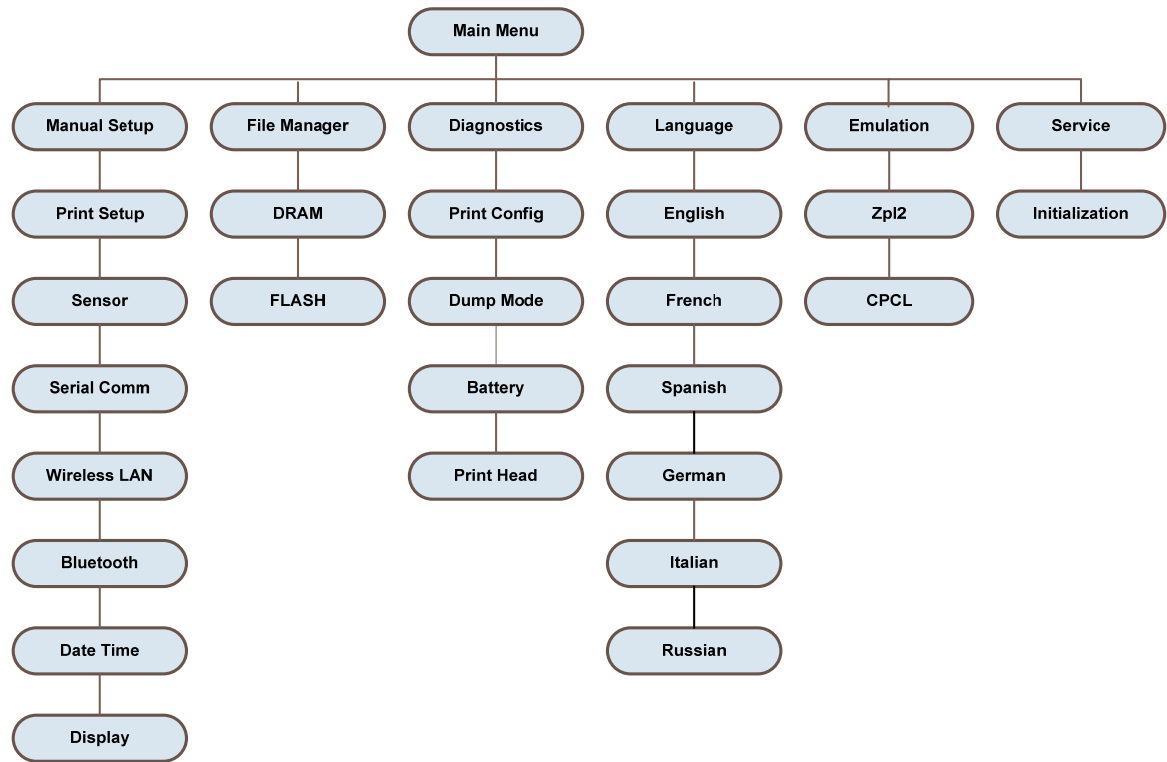 Main Menu
Manual Setup
File Manager
Diagnostics
Language
Emulation
Service
Print Setup
DRAM
Print Config
English
Zpl2
Initialization
Sensor
FLASH
Dump Mode
French
CPCL
Serial Comm
Battery
Spanish
Wireless LAN
Print Head
German
Bluetooth
Italian
Date Time
Russian
Display